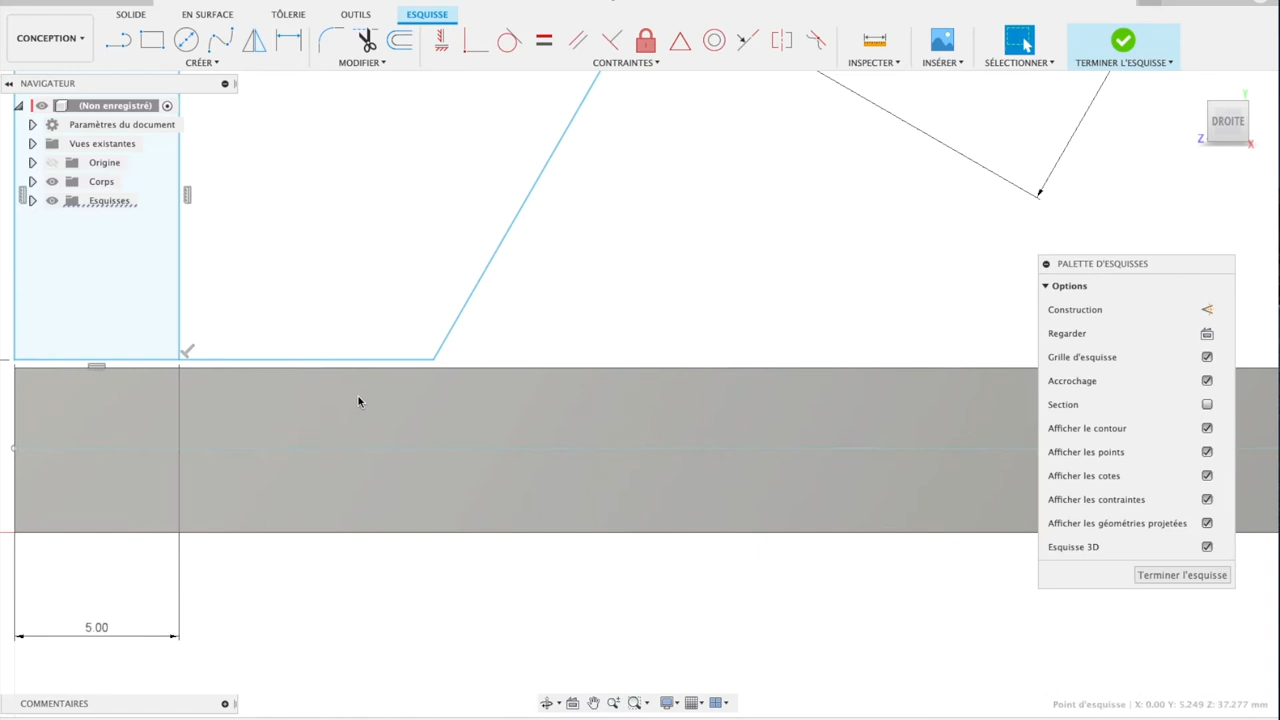 SOLIDE EN SURFACE TÔLERIE OUTILS ESQUISSE
CONCEPTION
CRÉER MODIFIER CONTRAINTES INSPECTER INSÉRER SÉLECTIONNER TERMINER L'ESQUISSE
NAVIGATEUR
(Non enregistré)
Paramètres du document
Vues existantes
Origine
Corps
Esquisses
DROITE
Y
Z
X
PALETTE D'ESQUISSES
Options
Construction
Regarder
Grille d'esquisse
Accrochage
Section
Afficher le contour
Afficher les points
Afficher les cotes
Afficher les contraintes
Afficher les géométries projetées
Esquisse 3D
Terminer l'esquisse
5.00
COMMENTAIRES
Point d'esquisse | X: 0.00 Y: 5.249 Z: 37.277 mm